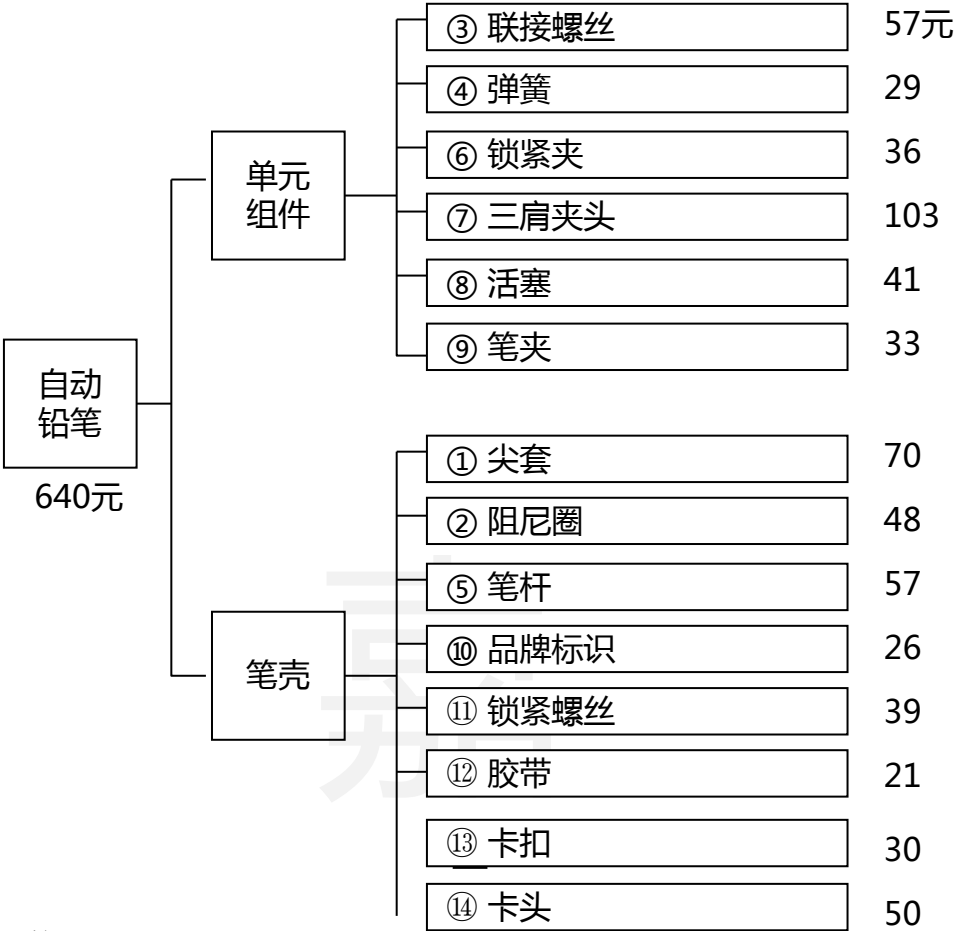 ③ 联接螺丝 57元
④ 弹簧 29
⑥ 锁紧夹 36
单元
组件
⑦ 三肩夹头 103
⑧ 活塞 41
⑨ 笔夹 33
自动
铅笔
640元
① 尖套 70
② 阻尼圈 48
⑤ 笔杆 57
笔壳
⑩ 品牌标识 26
⑪ 锁紧螺丝 39
⑫ 胶带 21
⑬ 卡扣 30
⑭ 卡头 50